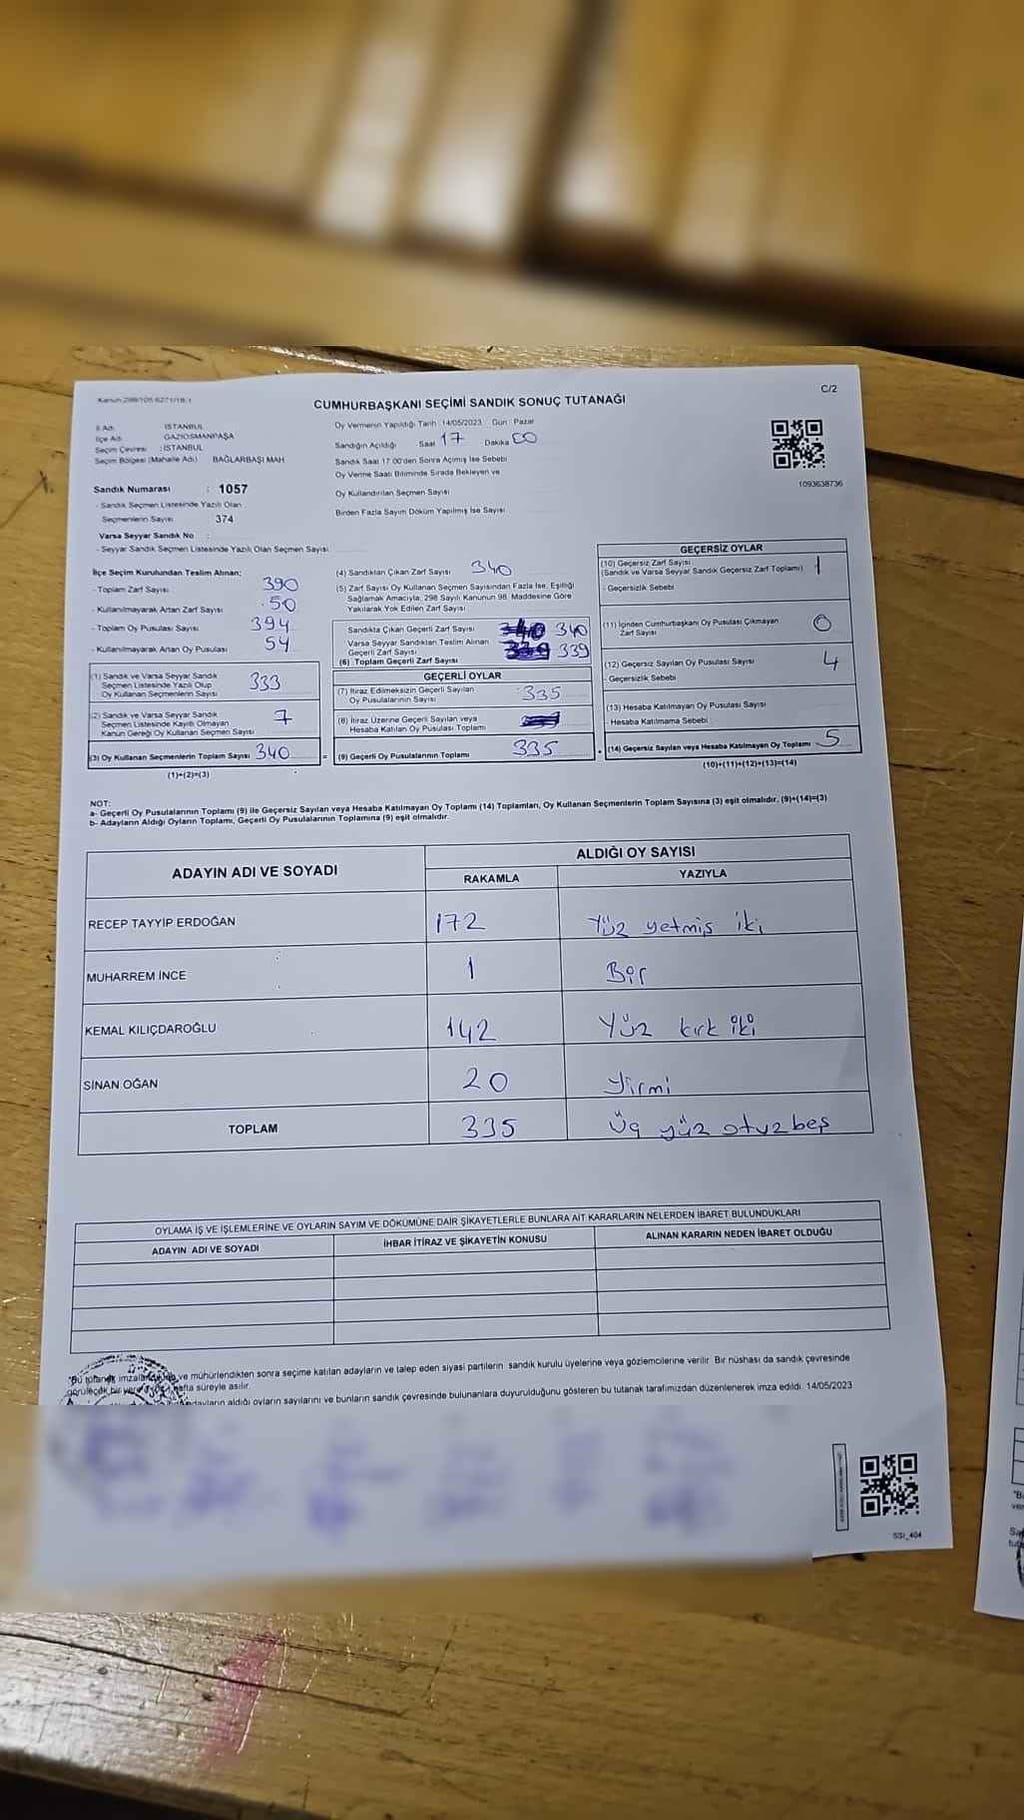 Kanun 298/105 6271/18.1
C/2
CUMHURBAŞKANI SEÇİMİ SANDIK SONUÇ TUTANAĞI
İl Adı : İSTANBUL
İlçe Adı : GAZİOSMANPAŞA
Seçim Çevresi : İSTANBUL
Seçim Bölgesi (Mahalle Adı) BAĞLARBAŞI MAH
Sandık Numarası : 1057
- Sandık Seçmen Listesinde Yazılı Olan
Seçmenlerin Sayısı 374
Varsa Seyyar Sandık No :
- Seyyar Sandık Seçmen Listesinde Yazılı Olan Seçmen Sayısı
Oy Vermenin Yapıldığı Tarih :14/05/2023 Gün : Pazar
Sandığın Açıldığı Saat 17 Dakika 00
Sandık Saat 17:00'den Sonra Açılmış İse Sebebi
Oy Verme Saati Bitiminde Sırada Bekleyen ve
Oy Kullandırılan Seçmen Sayısı
Birden Fazla Sayım Döküm Yapılmış İse Sayısı
1093638736
İlçe Seçim Kurulundan Teslim Alınan;
- Toplam Zarf Sayısı 390
- Kullanılmayarak Artan Zarf Sayısı 50
- Toplam Oy Pusulası Sayısı 394
- Kullanılmayarak Artan Oy Pusulası 54
(1) Sandık ve Varsa Seyyar Sandık
Seçmen Listesinde Yazılı Olup
Oy Kullanan Seçmenlerin Sayısı 333
(2) Sandık ve Varsa Seyyar Sandık
Seçmen Listesinde Kayıtlı Olmayan
Kanun Gereği Oy Kullanan Seçmen Sayısı 7
(3) Oy Kullanan Seçmenlerin Toplam Sayısı 340
(1)+(2)=(3)
(4) Sandıktan Çıkan Zarf Sayısı 340
(5) Zarf Sayısı Oy Kullanan Seçmen Sayısından Fazla İse, Eşitliği
Sağlamak Amacıyla, 298 Sayılı Kanunun 98. Maddesine Göre
Yakılarak Yok Edilen Zarf Sayısı
Sandıkta Çıkan Geçerli Zarf Sayısı 340 340
Varsa Seyyar Sandıktan Teslim Alınan
Geçerli Zarf Sayısı 339 339
(6) Toplam Geçerli Zarf Sayısı
GEÇERLİ OYLAR
(7) İtiraz Edilmeksizin Geçerli Sayılan
Oy Pusulalarının Sayısı 335
(8) İtiraz Üzerine Geçerli Sayılan veya
Hesaba Katılan Oy Pusulası Toplamı
= (9) Geçerli Oy Pusulalarının Toplamı 335
GEÇERSİZ OYLAR
(10) Geçersiz Zarf Sayısı
(Sandık ve Varsa Seyyar Sandık Geçersiz Zarf Toplamı) 1
- Geçersizlik Sebebi
(11) İçinden Cumhurbaşkanı Oy Pusulası Çıkmayan
Zarf Sayısı 0
(12) Geçersiz Sayılan Oy Pusulası Sayısı 4
- Geçersizlik Sebebi
(13) Hesaba Katılmayan Oy Pusulası Sayısı
- Hesaba Katılmama Sebebi
(14) Geçersiz Sayılan veya Hesaba Katılmayan Oy Toplamı 5
(10)+(11)+(12)+(13)=(14)
NOT:
a- Geçerli Oy Pusulalarının Toplamı (9) ile Geçersiz Sayılan veya Hesaba Katılmayan Oy Toplamı (14) Toplamları, Oy Kullanan Seçmenlerin Toplam Sayısına (3) eşit olmalıdır. (9)+(14)=(3)
b- Adayların Aldığı Oyların Toplamı, Geçerli Oy Pusulalarının Toplamına (9) eşit olmalıdır.
ADAYIN ADI VE SOYADI
ALDIĞI OY SAYISI
RAKAMLA YAZIYLA
RECEP TAYYİP ERDOĞAN 172 Yüz yetmiş iki
MUHARREM İNCE 1 Bir
KEMAL KILIÇDAROĞLU 142 Yüz kırk iki
SİNAN OĞAN 20 Yirmi
TOPLAM 335 Üç yüz otuz beş
OYLAMA İŞ VE İŞLEMLERİNE VE OYLARIN SAYIM VE DÖKÜMÜNE DAİR ŞİKAYETLERLE BUNLARA AİT KARARLARIN NELERDEN İBARET BULUNDUKLARI
ADAYIN ADI VE SOYADI İHBAR İTİRAZ VE ŞİKAYETİN KONUSU ALINAN KARARIN NEDEN İBARET OLDUĞU
*Bu tutanak imzalanıp ve mühürlendikten sonra seçime katılan adayların ve talep eden siyasi partilerin sandık kurulu üyelerine veya gözlemcilerine verilir. Bir nüshası da sandık çevresinde
görülecek bir yere hafta süreyle asılır.
adayların aldığı oyların sayılarını ve bunların sandık çevresinde bulunanlara duyurulduğunu gösteren bu tutanak tarafımızdan düzenlenerek imza edildi. 14/05/2023
SSI_404